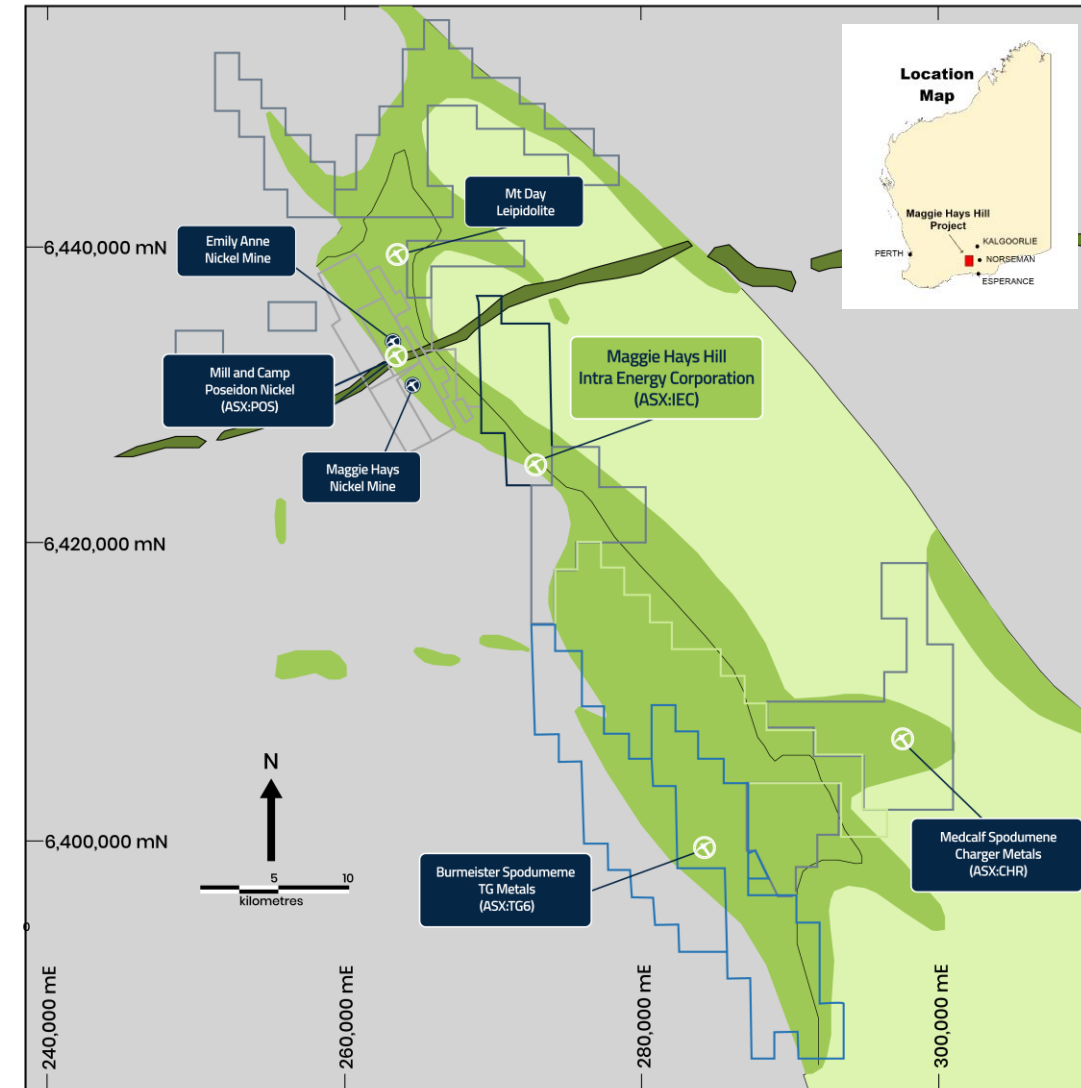 Location
Map
Maggie Hays Hill
Project
KALGOORLIE
PERTH
NORSEMAN
ESPERANCE
Mt Day
Leipidolite
Emily Anne
Nickel Mine
6,440,000 mN
Mill and Camp
Poseidon Nickel
(ASX:POS)
Maggie Hays Hill
Intra Energy Corporation
(ASX:IEC)
Maggie Hays
Nickel Mine
6,420,000 mN
N
6,400,000 mN
5
10
kilometres
Burmeister Spodumeme
TG Metals
(ASX:TG6)
Medcalf Spodumene
Charger Metals
(ASX:CHR)
0
240,000 mE
260,000 mE
280,000 mE
300,000 mE